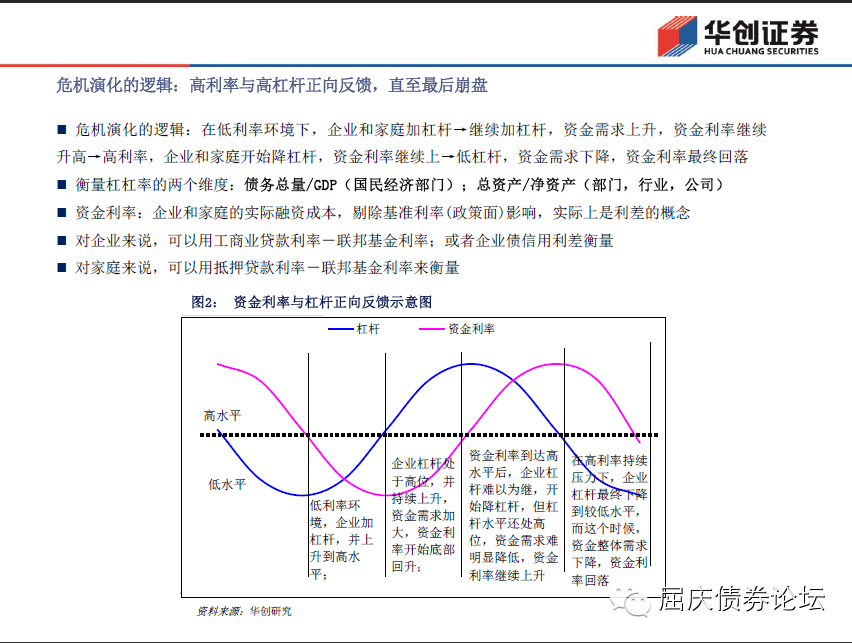 华创证券
HUA CHUANG SECURITIES
危机演化的逻辑：高利率与高杠杆正向反馈，直至最后崩盘
■ 危机演化的逻辑：在低利率环境下，企业和家庭加杠杆→继续加杠杆，资金需求上升，资金利率继续
升高→高利率，企业和家庭开始降杠杆，资金利率继续上→低杠杆，资金需求下降，资金利率最终回落
■ 衡量杠杠率的两个维度：债务总量/GDP（国民经济部门）；总资产/净资产（部门，行业，公司）
■ 资金利率：企业和家庭的实际融资成本，剔除基准利率(政策面)影响，实际上是利差的概念
■ 对企业来说，可以用工商业贷款利率－联邦基金利率；或者企业债信用利差衡量
■ 对家庭来说，可以用抵押贷款利率－联邦基金利率来衡量
图2： 资金利率与杠杆正向反馈示意图
杠杆 资金利率
高水平
低水平
低利率环
境，企业加
杠杆，并上
升到高水
平；
企业杠杆处
于高位，并
持续上升，
资金需求加
大，资金利
率开始底部
回升；
资金利率到达高
水平后，企业杠
杆难以为继，开
始降杠杆，但杠
杆水平还处高
位，资金需求难
明显降低，资金
利率继续上升
在高利率持续
压力下，企业
杠杆最终下降
到较低水平，
而这个时候，
资金整体需求
下降，资金利
率回落
资料来源：华创研究
屈庆债券论坛